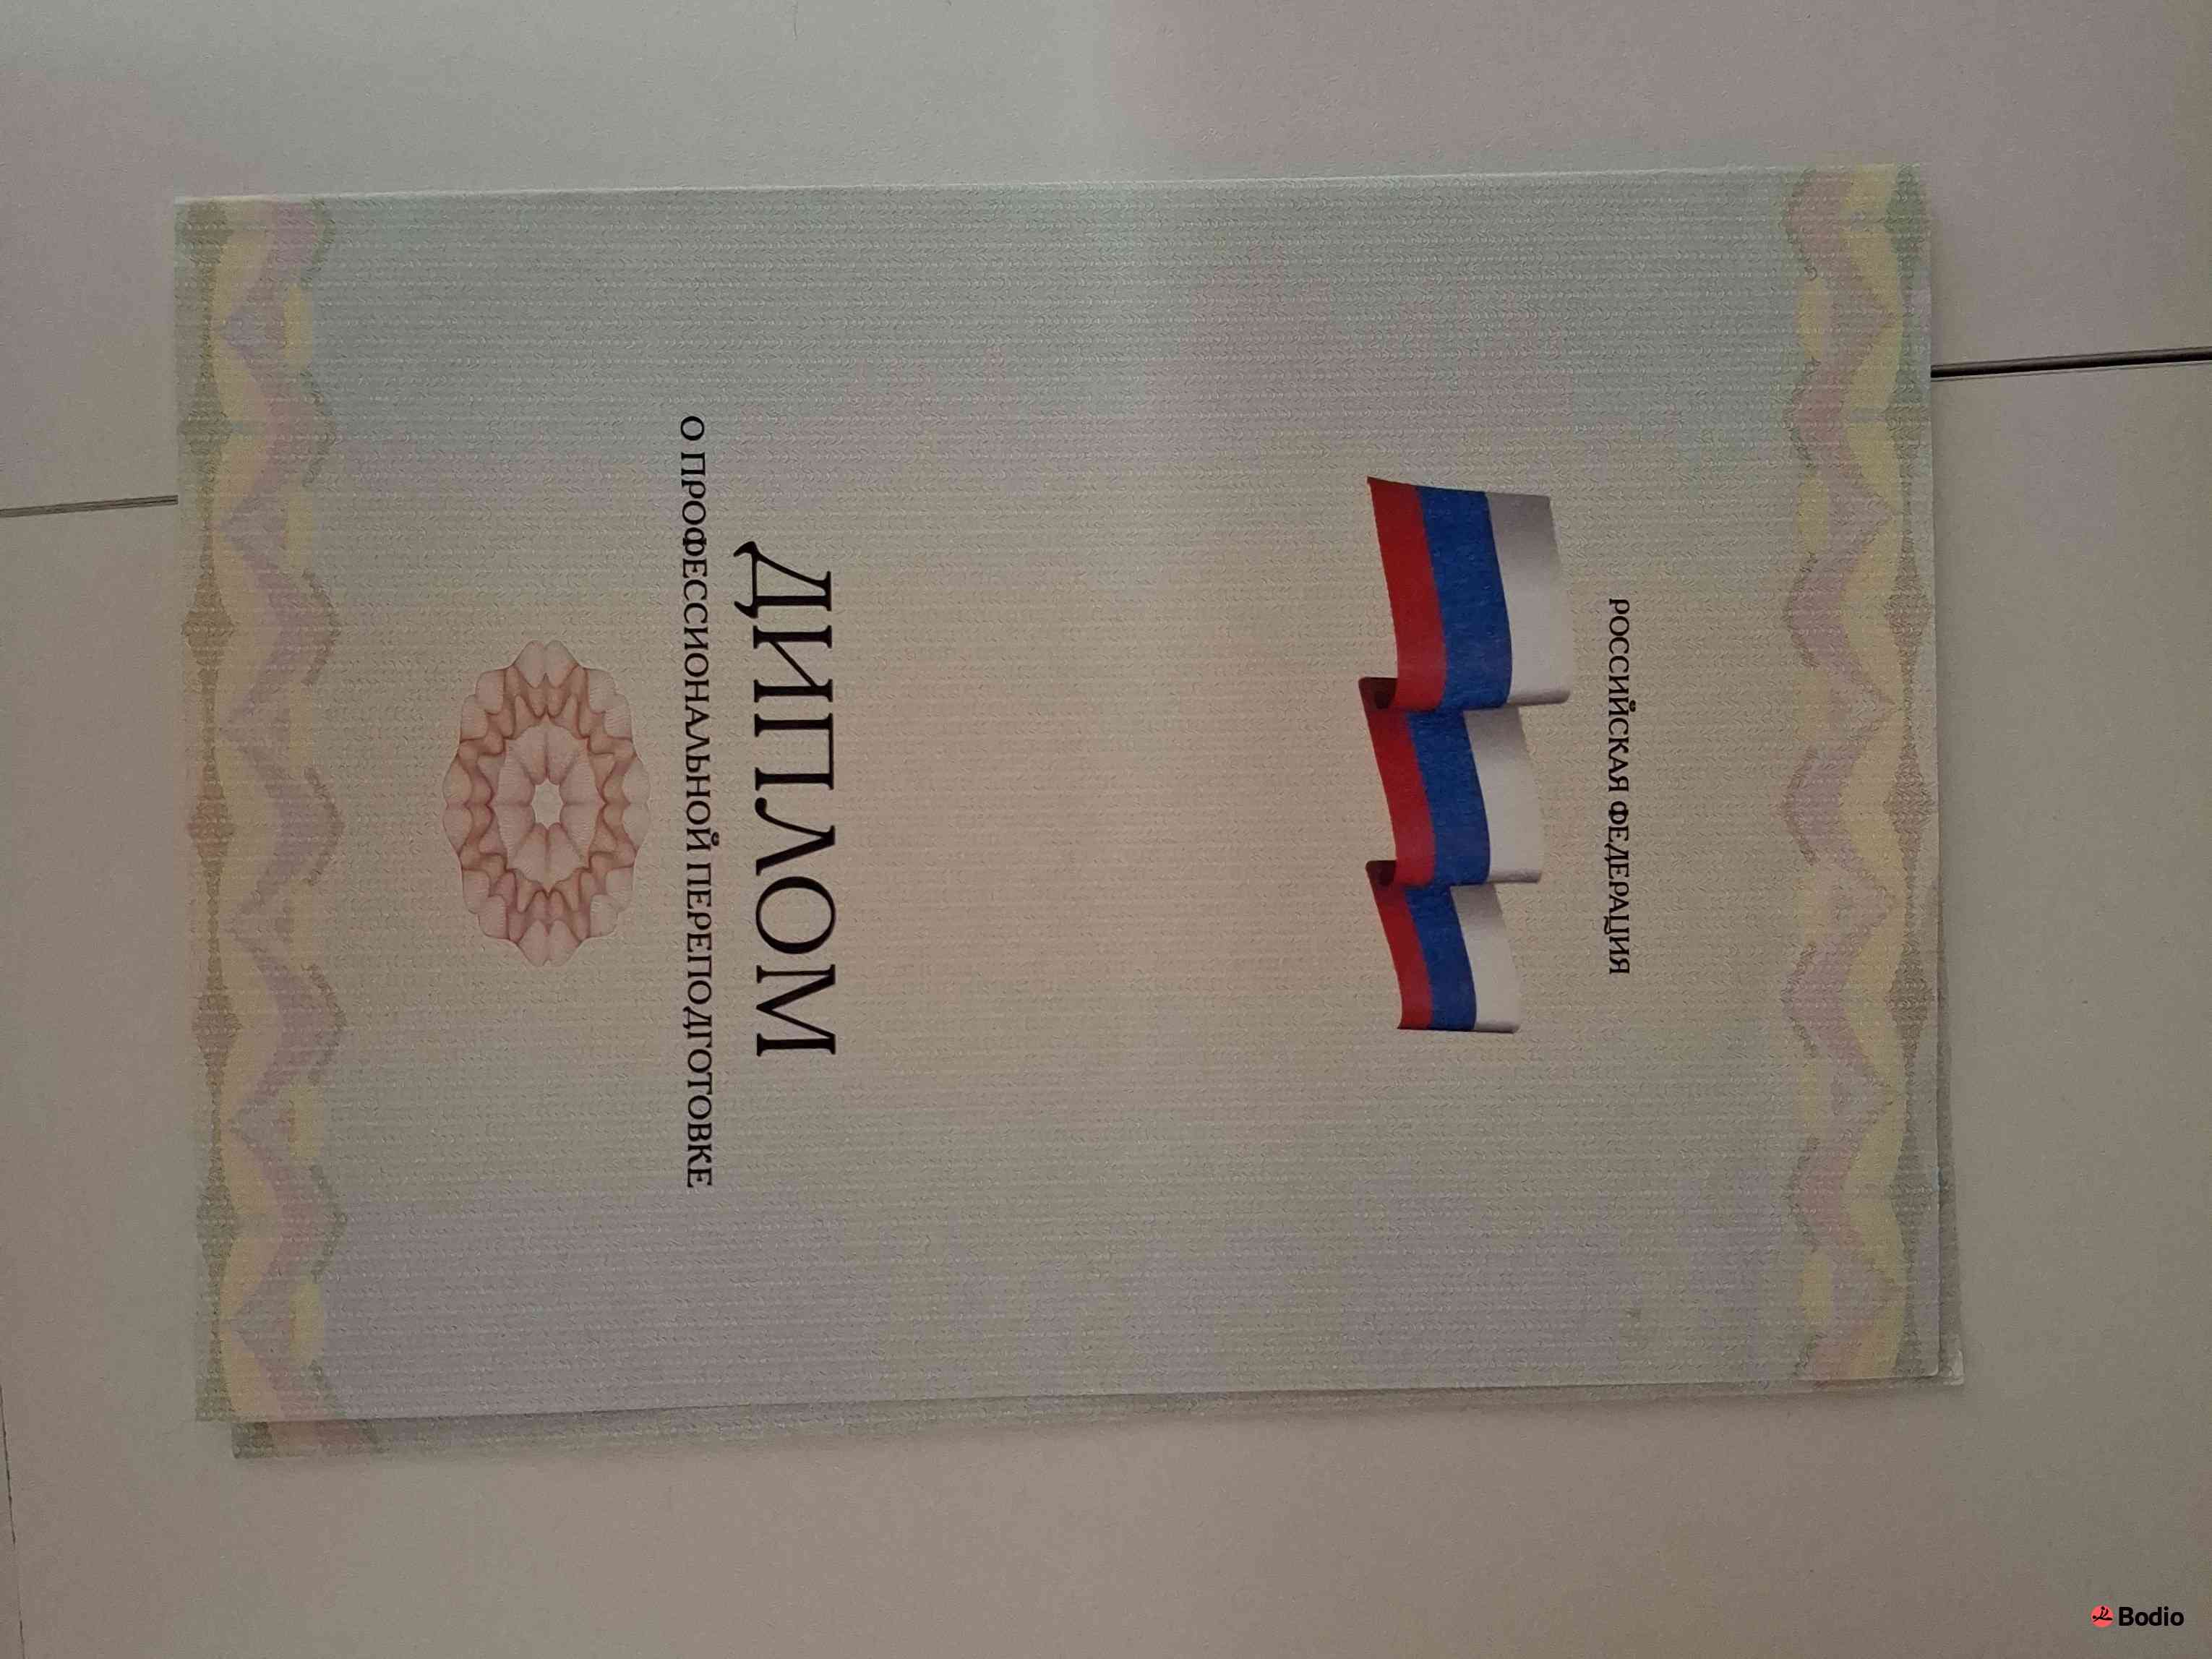 РОССИЙСКАЯ ФЕДЕРАЦИЯ
ДИПЛОМ
О ПРОФЕССИОНАЛЬНОЙ ПЕРЕПОДГОТОВКЕ
Bodio